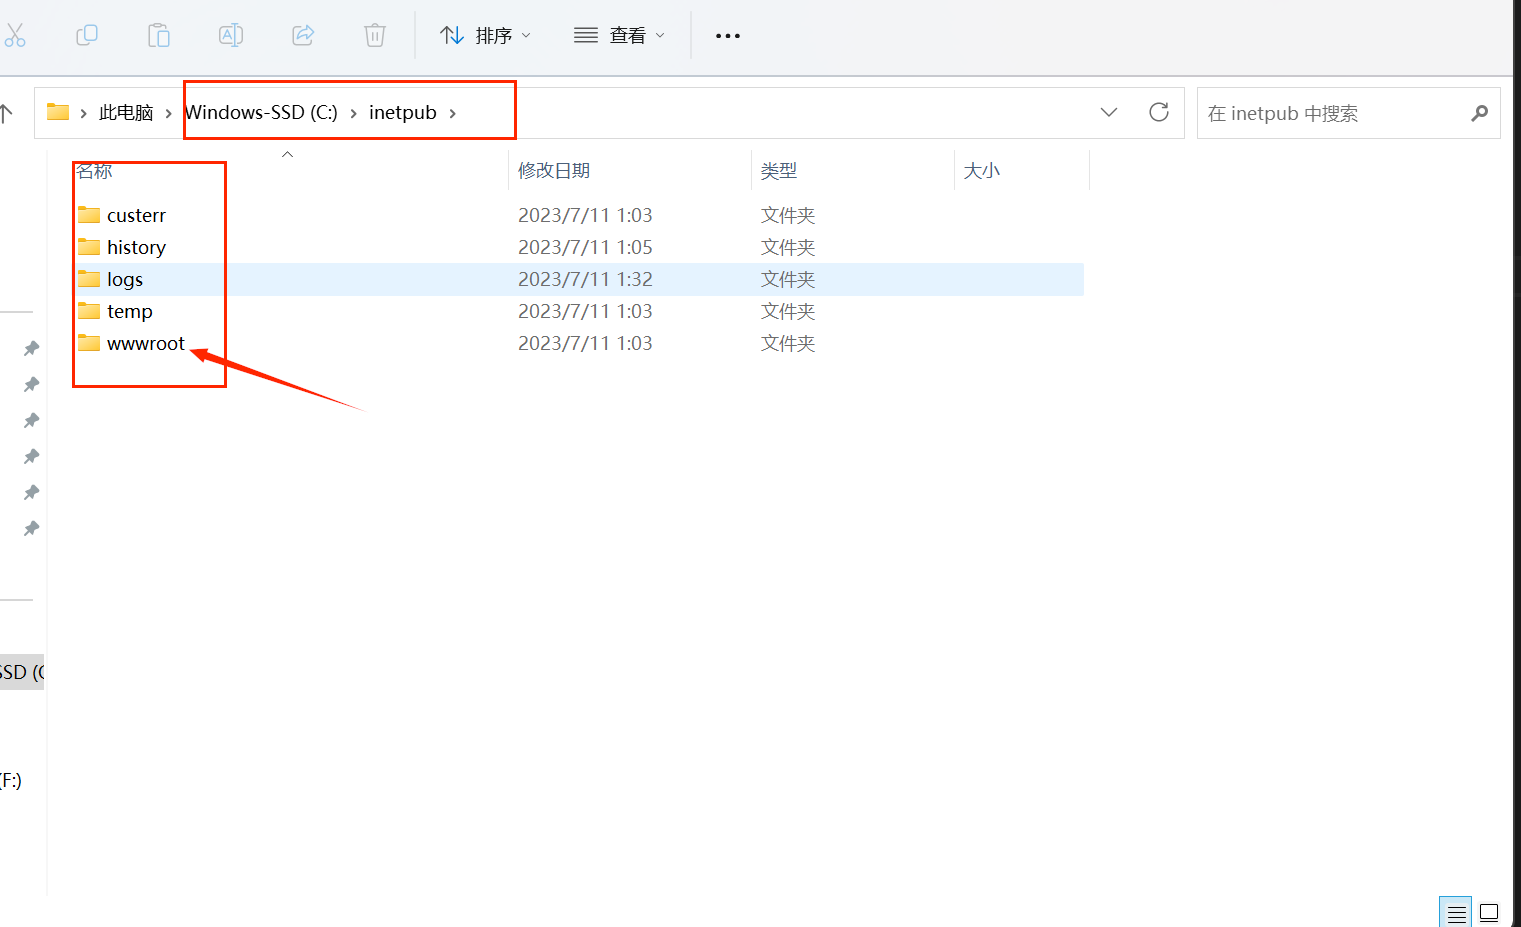 排序 查看
此电脑 Windows-SSD (C:) inetpub
在 inetpub 中搜索
名称 修改日期 类型 大小
custerr 2023/7/11 1:03 文件夹
history 2023/7/11 1:05 文件夹
logs 2023/7/11 1:32 文件夹
temp 2023/7/11 1:03 文件夹
wwwroot 2023/7/11 1:03 文件夹
SSD (C
(F:)